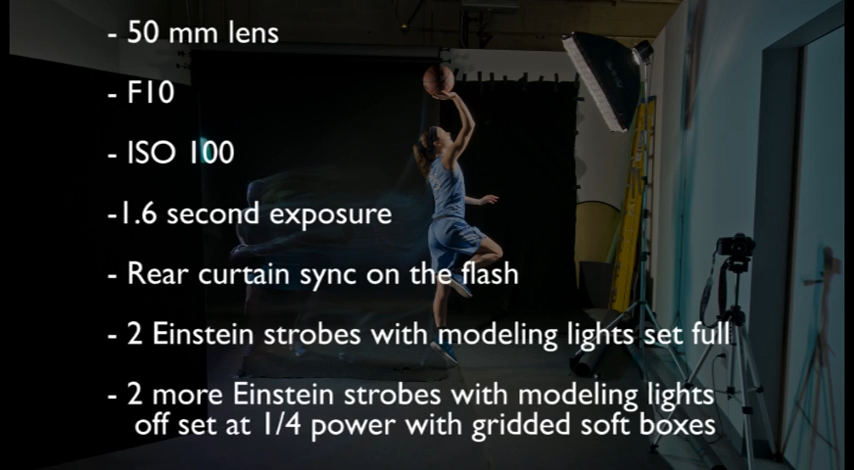 - 50 mm lens
- F10
- ISO 100
-1.6 second exposure
- Rear curtain sync on the flash
- 2 Einstein strobes with modeling lights set full
- 2 more Einstein strobes with modeling lights
off set at 1/4 power with gridded soft boxes